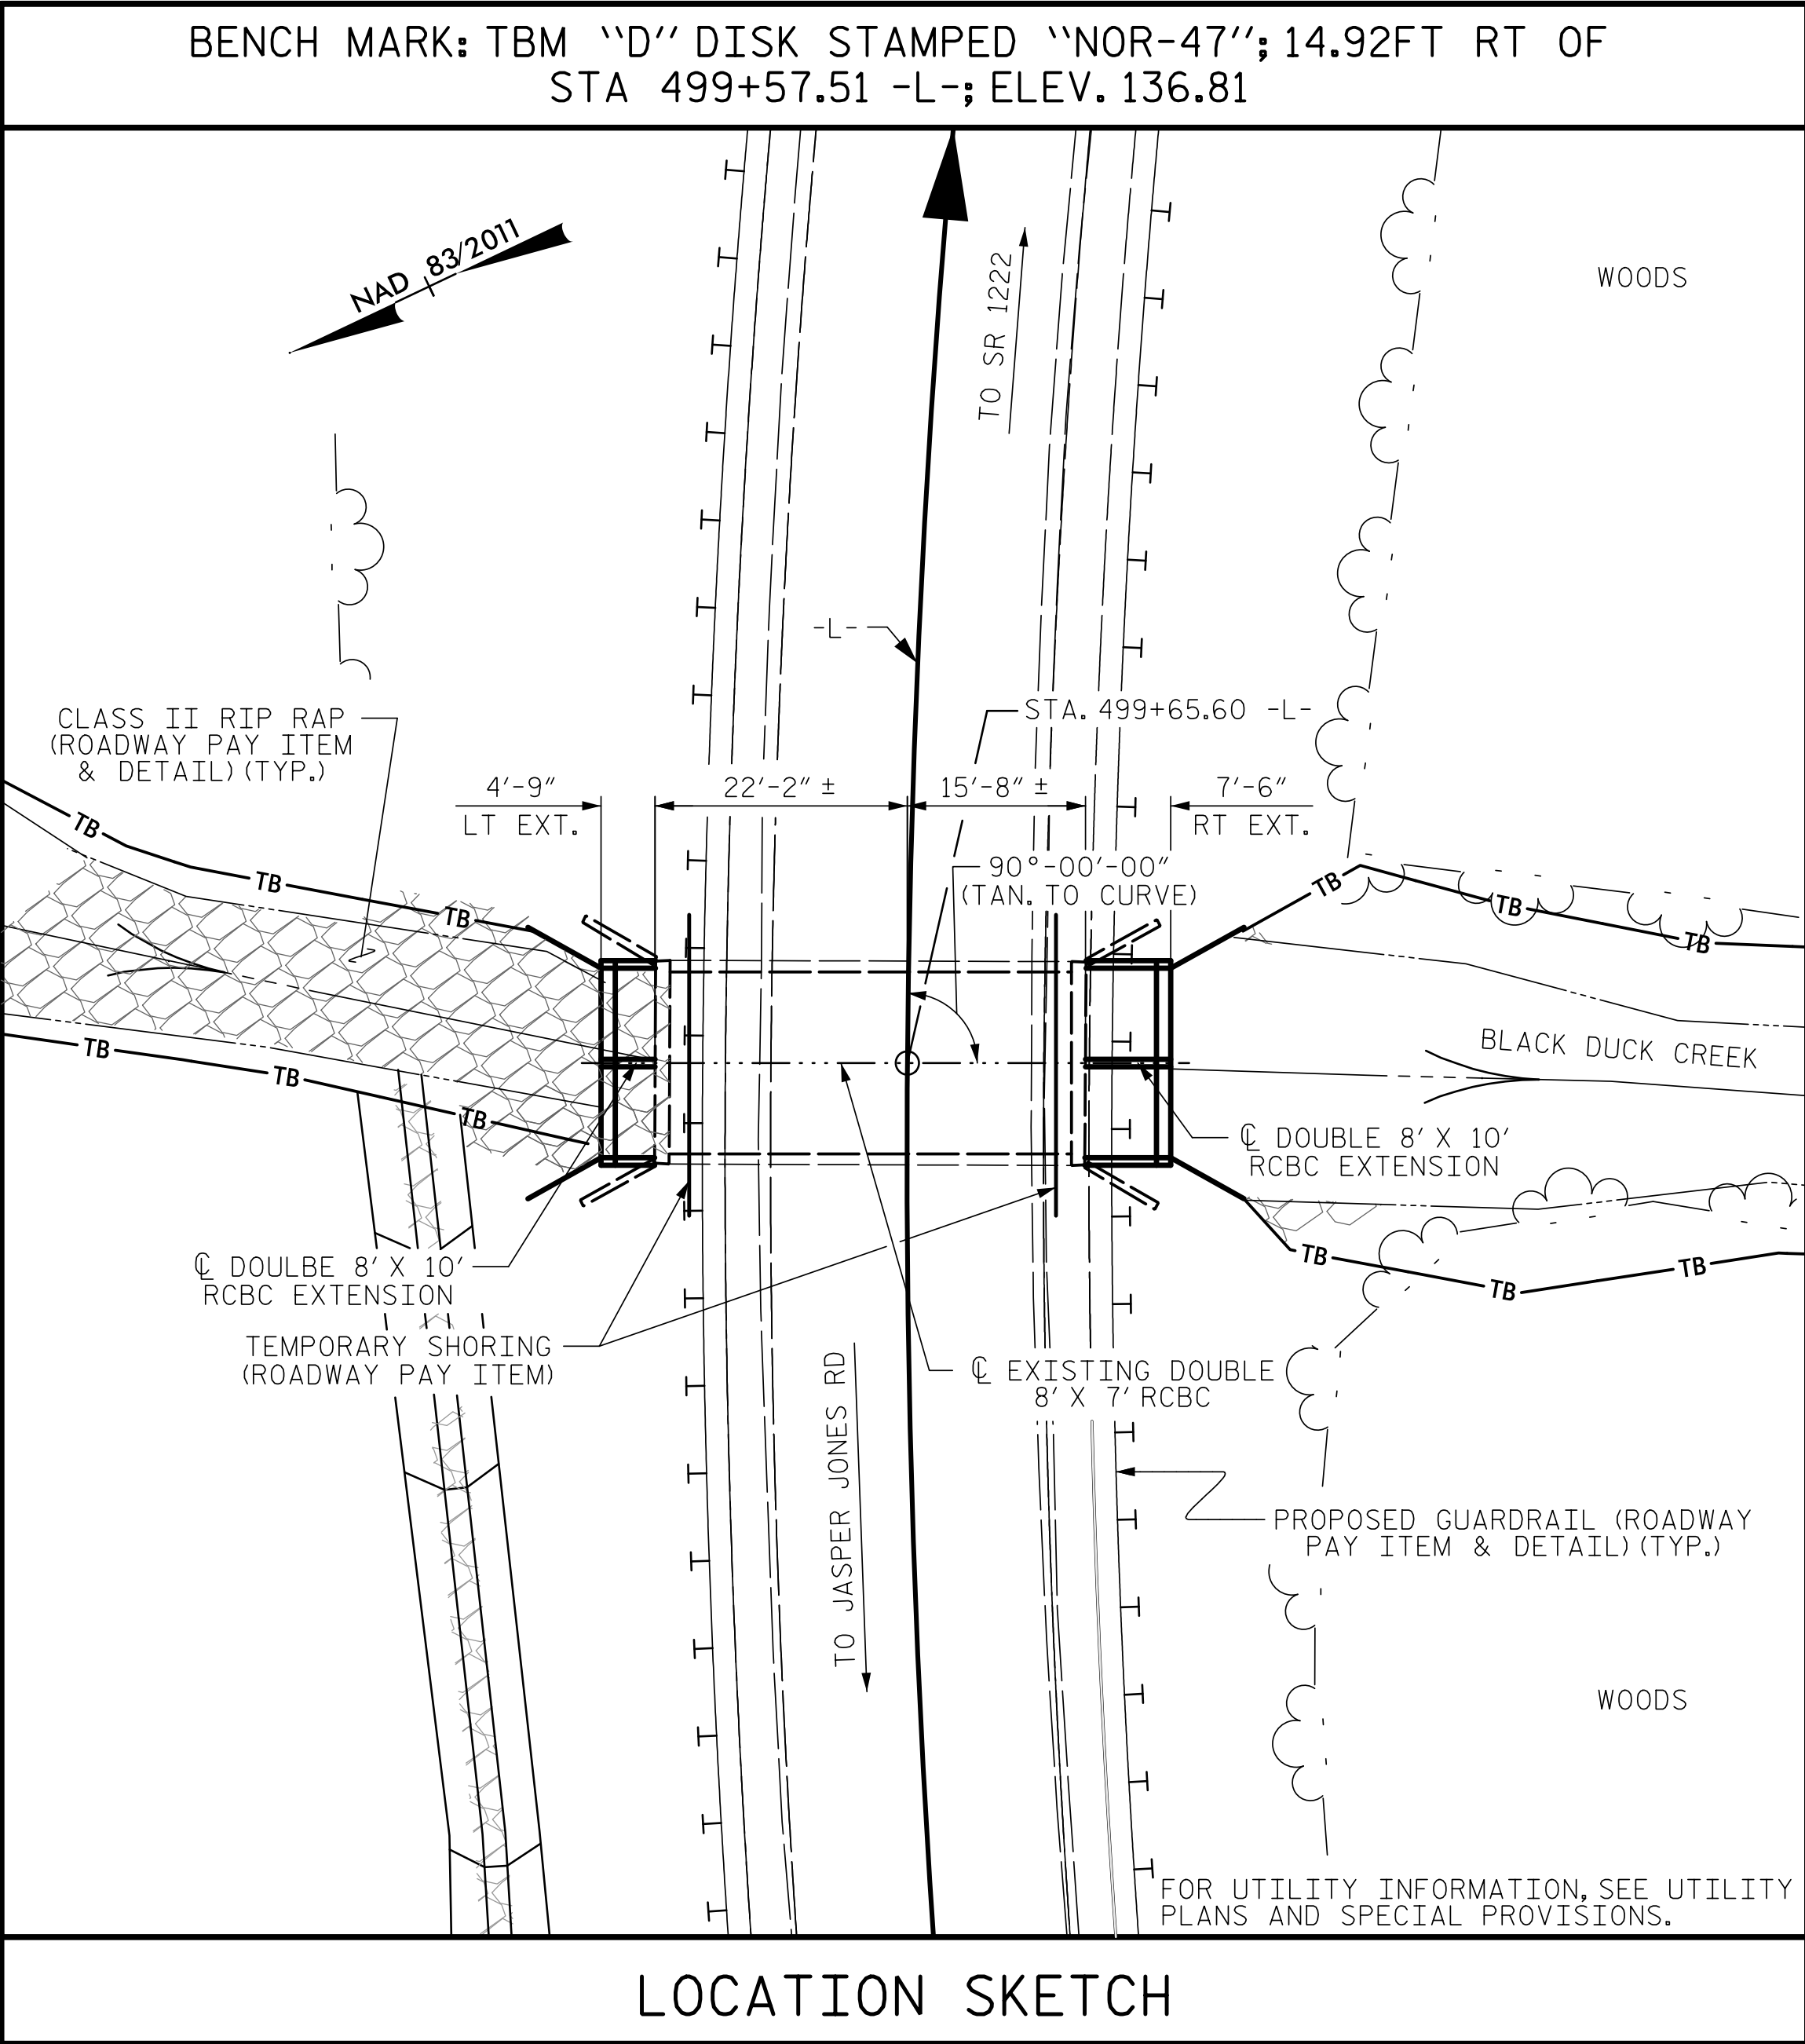 BENCH MARK: TBM "D" DISK STAMPED "NOR-47"; 14.92FT RT OF
STA 499+57.51 -L-; ELEV. 136.81
NAD 83/2011
TO SR 1222
WOODS
-L-
STA. 499+65.60 -L-
CLASS II RIP RAP
(ROADWAY PAY ITEM
& DETAIL) (TYP.)
4'-9"
LT EXT.
22'-2" ±
15'-8" ±
7'-6"
RT EXT.
90°-00'-00"
(TAN. TO CURVE)
TB
TB
TB
TB
TB
TB
TB
TB
TB
BLACK DUCK CREEK
℄ DOUBLE 8' X 10'
RCBC EXTENSION
℄ DOULBE 8' X 10'
RCBC EXTENSION
TB
TB
TB
TEMPORARY SHORING
(ROADWAY PAY ITEM)
℄ EXISTING DOUBLE
8' X 7' RCBC
TO JASPER JONES RD
PROPOSED GUARDRAIL (ROADWAY
PAY ITEM & DETAIL) (TYP.)
WOODS
FOR UTILITY INFORMATION, SEE UTILITY
PLANS AND SPECIAL PROVISIONS.
LOCATION SKETCH